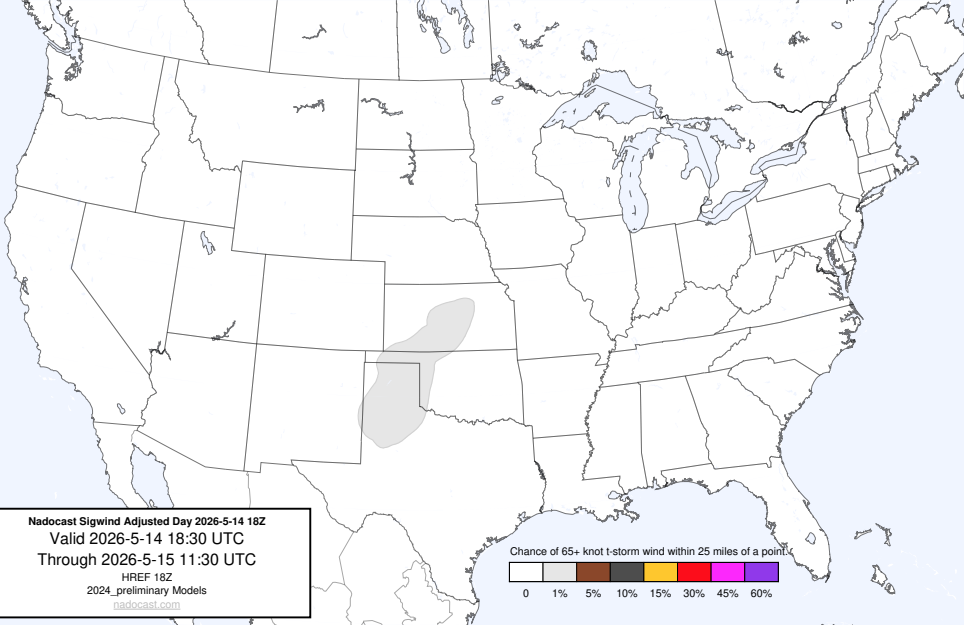 Nadocast Sigwind Adjusted Day 2026-5-14 18Z
Valid 2026-5-14 18:30 UTC
Through 2026-5-15 11:30 UTC
HREF 18Z
2024_preliminary Models
nadocast.com
Chance of 65+ knot t-storm wind within 25 miles of a point.
0 1% 5% 10% 15% 30% 45% 60%